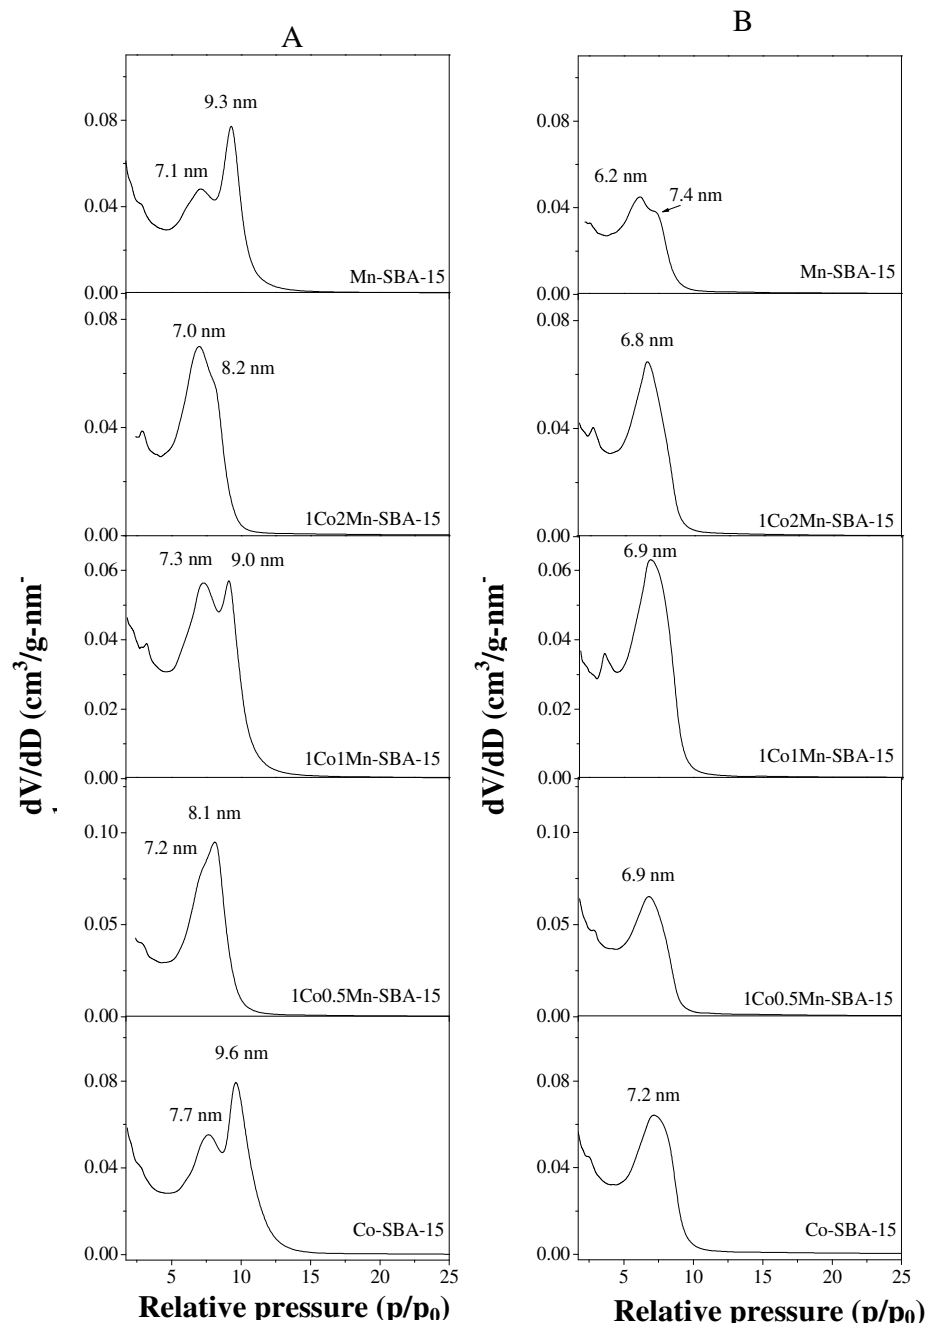 A
9.3 nm
7.1 nm
0.08
0.04
0.00
Mn-SBA-15
7.0 nm
8.2 nm
0.08
0.04
0.00
1Co2Mn-SBA-15
7.3 nm
9.0 nm
0.06
0.04
0.02
0.00
1Co1Mn-SBA-15
8.1 nm
7.2 nm
0.10
0.05
0.00
1Co0.5Mn-SBA-15
9.6 nm
7.7 nm
0.08
0.04
0.00
Co-SBA-15
5 10 15 20 25
dV/dD (cm³/g-nm⁻
Relative pressure (p/p₀)
B
6.2 nm
7.4 nm
0.08
0.04
0.00
Mn-SBA-15
6.8 nm
0.08
0.04
0.00
1Co2Mn-SBA-15
6.9 nm
0.06
0.04
0.02
0.00
1Co1Mn-SBA-15
6.9 nm
0.10
0.05
0.00
1Co0.5Mn-SBA-15
7.2 nm
0.08
0.04
0.00
Co-SBA-15
5 10 15 20 25
dV/dD (cm³/g-nm⁻
Relative pressure (p/p₀)